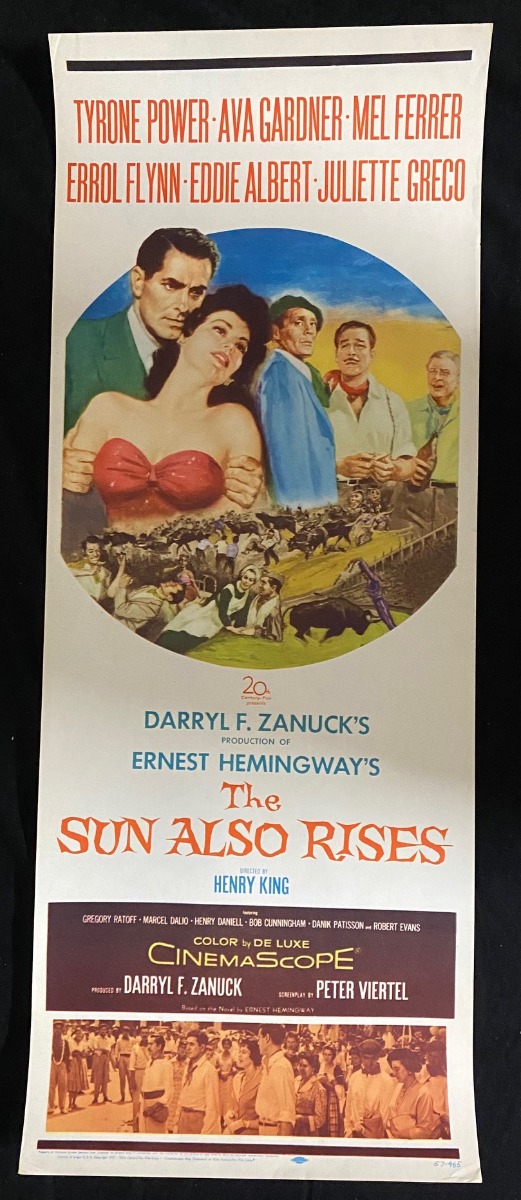 TYRONE POWER · AVA GARDNER · MEL FERRER
ERROL FLYNN · EDDIE ALBERT · JULIETTE GRECO
20th
Century-Fox
presents
DARRYL F. ZANUCK'S
PRODUCTION OF
ERNEST HEMINGWAY'S
The
SUN ALSO RISES
DIRECTED BY
HENRY KING
featuring
GREGORY RATOFF · MARCEL DALIO · HENRY DANIELL · BOB CUNNINGHAM · DANIK PATISSON and ROBERT EVANS
COLOR by DE LUXE
CINEMASCOPE
PRODUCED BY DARRYL F. ZANUCK SCREENPLAY BY PETER VIERTEL
Based on the Novel by ERNEST HEMINGWAY
57-465